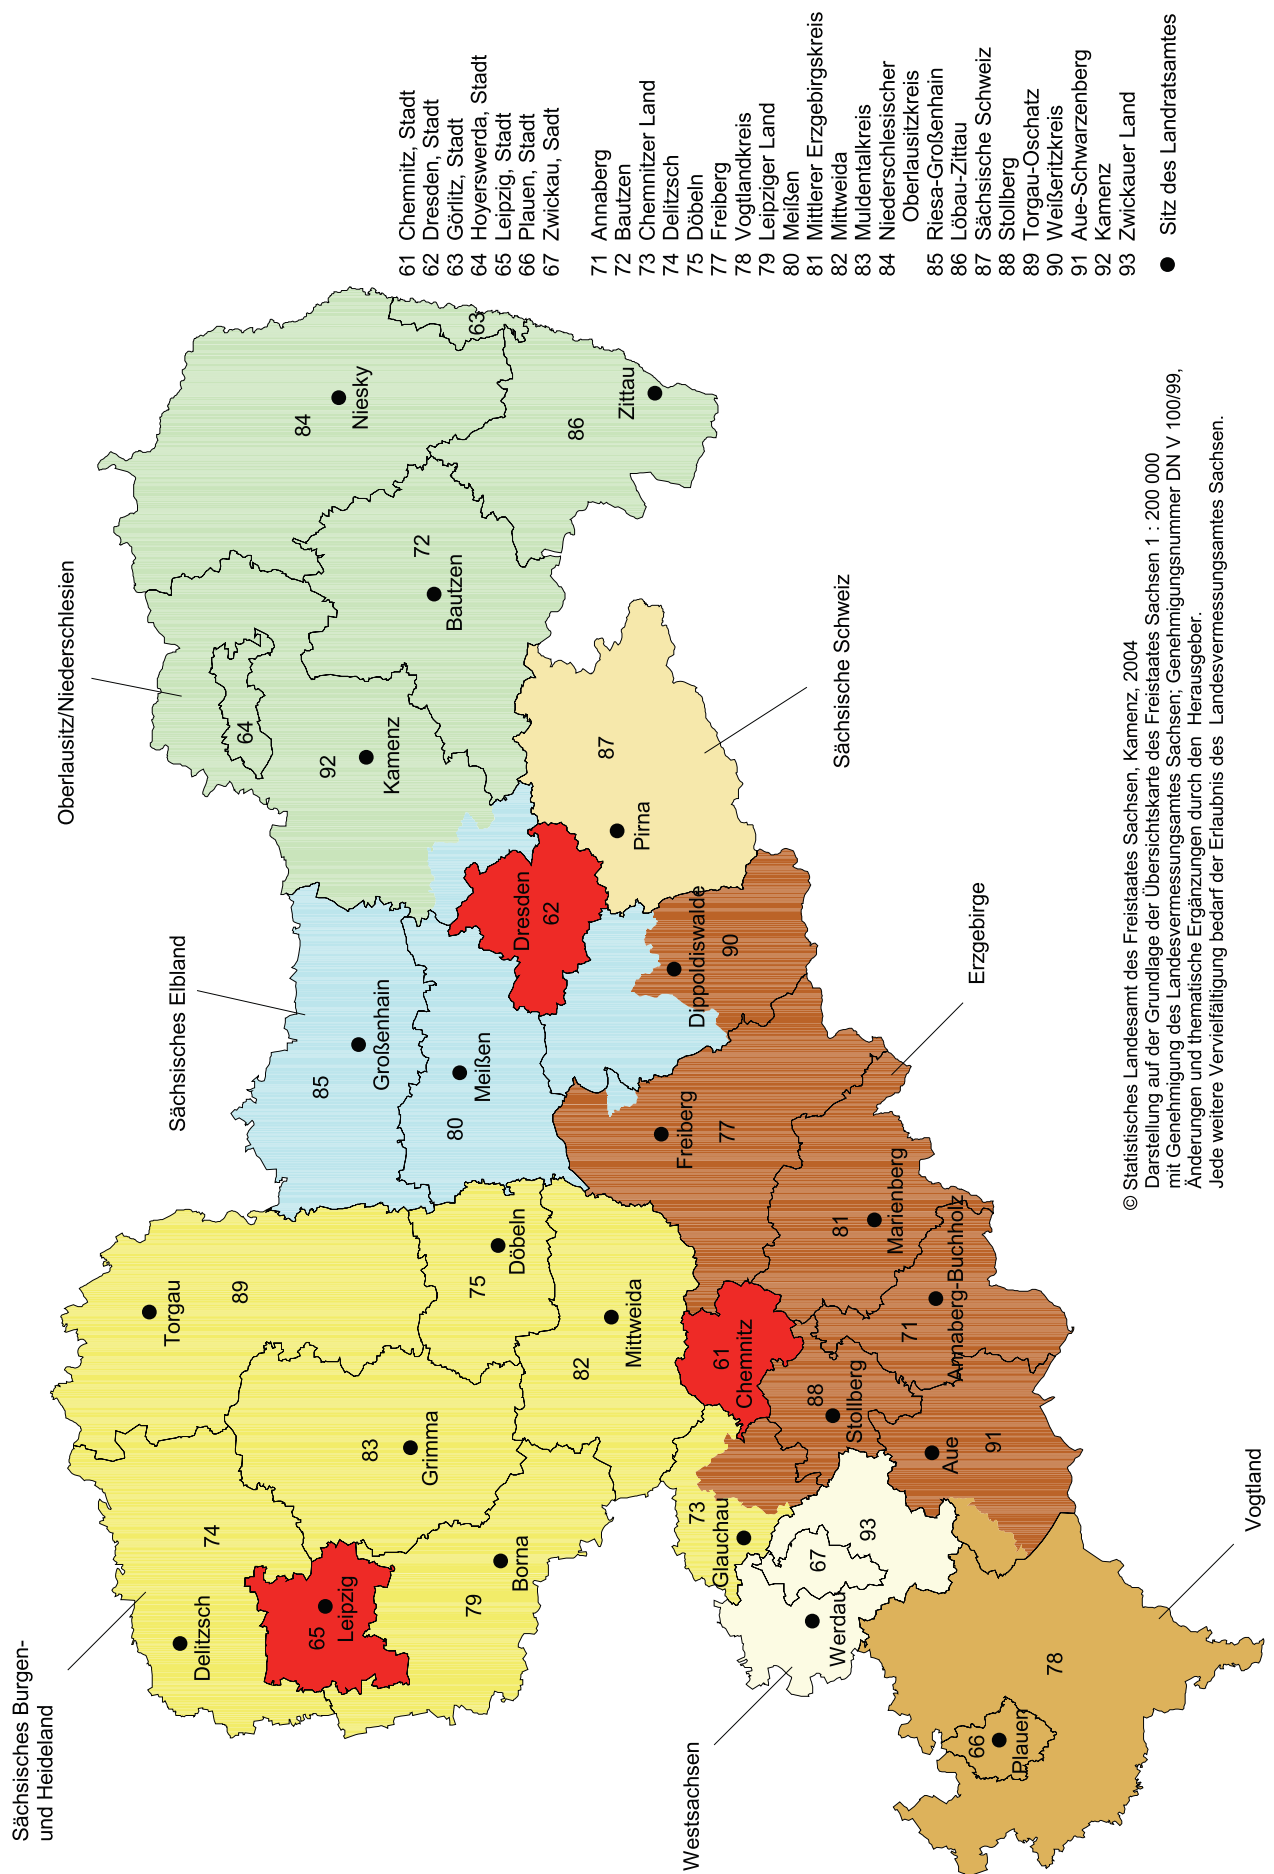 Sächsisches Burgen-
und Heideland
Sächsisches Elbland
Oberlausitz/Niederschlesien
Westsachsen
Vogtland
Erzgebirge
Sächsische Schweiz
Delitzsch
74
65
Leipzig
79
Borna
83
Grimma
Torgau
89
75
Döbeln
82
Mittweida
85
Großenhain
80
Meißen
Dresden
62
92
Kamenz
64
72
Bautzen
84
Niesky
63
86
Zittau
87
Pirna
Dippoldiswalde
90
Freiberg
77
81
Marienberg
71
Annaberg-Buchholz
61
Chemnitz
88
Stollberg
Aue
91
73
Glauchau
93
67
Werdau
78
66
Plauen
61 Chemnitz, Stadt
62 Dresden, Stadt
63 Görlitz, Stadt
64 Hoyerswerda, Stadt
65 Leipzig, Stadt
66 Plauen, Stadt
67 Zwickau, Sadt
71 Annaberg
72 Bautzen
73 Chemnitzer Land
74 Delitzsch
75 Döbeln
77 Freiberg
78 Vogtlandkreis
79 Leipziger Land
80 Meißen
81 Mittlerer Erzgebirgskreis
82 Mittweida
83 Muldentalkreis
84 Niederschlesischer
Oberlausitzkreis
85 Riesa-Großenhain
86 Löbau-Zittau
87 Sächsische Schweiz
88 Stollberg
89 Torgau-Oschatz
90 Weißeritzkreis
91 Aue-Schwarzenberg
92 Kamenz
93 Zwickauer Land
● Sitz des Landratsamtes
© Statistisches Landesamt des Freistaates Sachsen, Kamenz, 2004
Darstellung auf der Grundlage der Übersichtskarte des Freistaates Sachsen 1 : 200 000
mit Genehmigung des Landesvermessungsamtes Sachsen; Genehmigungsnummer DN V 100/99,
Änderungen und thematische Ergänzungen durch den Herausgeber.
Jede weitere Vervielfältigung bedarf der Erlaubnis des Landesvermessungsamtes Sachsen.